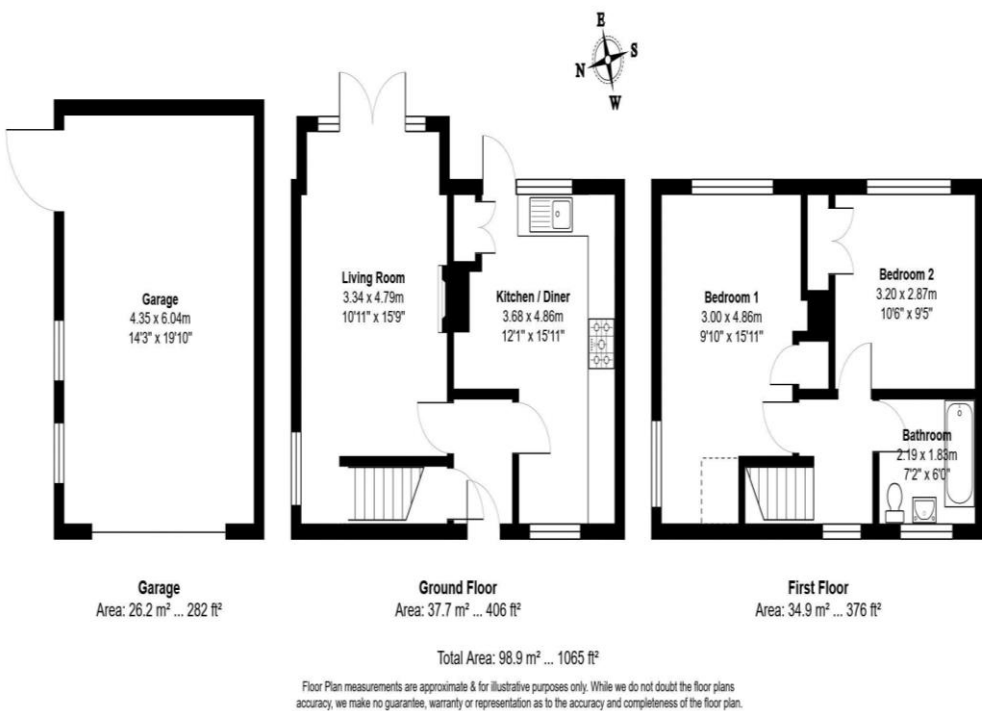 E
S
N
W
Garage
4.35 x 6.04m
14'3" x 19'10"
Living Room
3.34 x 4.79m
10'11" x 15'9"
Kitchen / Diner
3.68 x 4.86m
12'1" x 15'11"
Bedroom 1
3.00 x 4.86m
9'10" x 15'11"
Bedroom 2
3.20 x 2.87m
10'6" x 9'5"
Bathroom
2.19 x 1.83m
7'2" x 6'0"
Garage
Area: 26.2 m² ... 282 ft²
Ground Floor
Area: 37.7 m² ... 406 ft²
First Floor
Area: 34.9 m² ... 376 ft²
Total Area: 98.9 m² ... 1065 ft²
Floor Plan measurements are approximate & for illustrative purposes only. While we do not doubt the floor plans
accuracy, we make no guarantee, warranty or representation as to the accuracy and completeness of the floor plan.